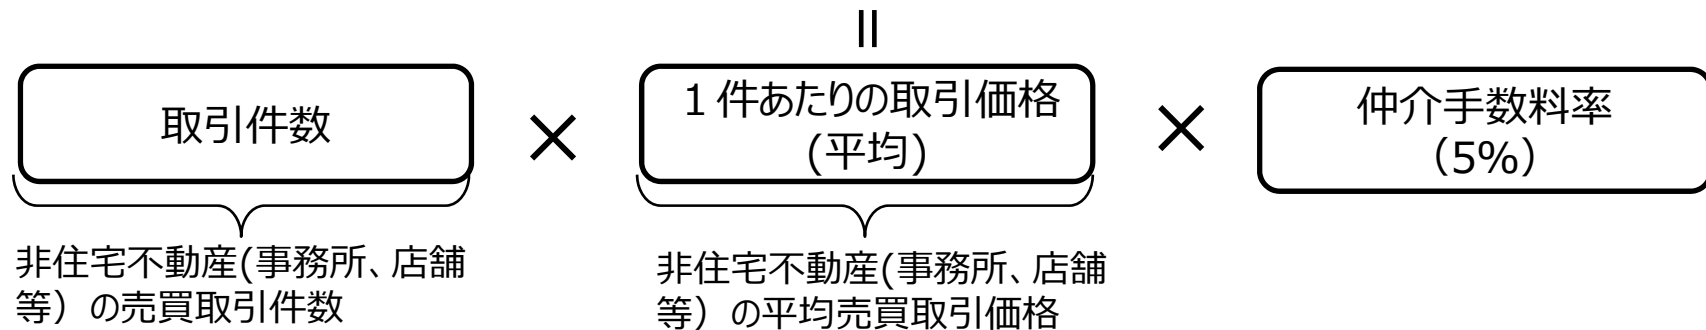 =
取引件数
×
１件あたりの取引価格
(平均)
×
仲介手数料率
（5%）
非住宅不動産(事務所、店舗
等）の売買取引件数
非住宅不動産(事務所、店舗
等）の平均売買取引価格